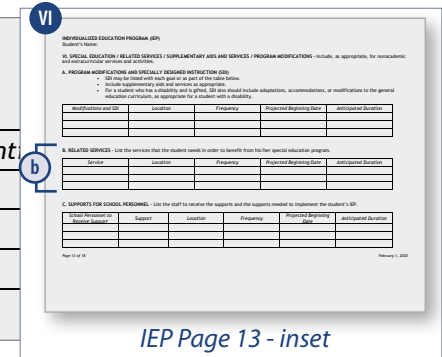 VI
INDIVIDUALIZED EDUCATION PROGRAM (IEP)
Student's Name:
VI. SPECIAL EDUCATION / RELATED SERVICES / SUPPLEMENTARY AIDS AND SERVICES / PROGRAM MODIFICATIONS – Include, as appropriate, for nonacademic
and extracurricular services and activities.
A. PROGRAM MODIFICATIONS AND SPECIALLY DESIGNED INSTRUCTION (SDI)
• SDI may be listed with each goal or as part of the table below.
• Include supplementary aids and services as appropriate.
• For a student who has a disability and is gifted, SDI also should include adaptations, accommodations, or modifications to the general
education curriculum, as appropriate for a student with a disability.
Modifications and SDI Location Frequency Projected Beginning Date Anticipated Duration
b
B. RELATED SERVICES – List the services that the student needs in order to benefit from his/her special education program.
Service Location Frequency Projected Beginning Date Anticipated Duration
C. SUPPORTS FOR SCHOOL PERSONNEL – List the staff to receive the supports and the supports needed to implement the student's IEP.
School Personnel to Receive Support Support Location Frequency Projected Beginning Date Anticipated Duration
Page 13 of 18 February 1, 2020
IEP Page 13 - inset